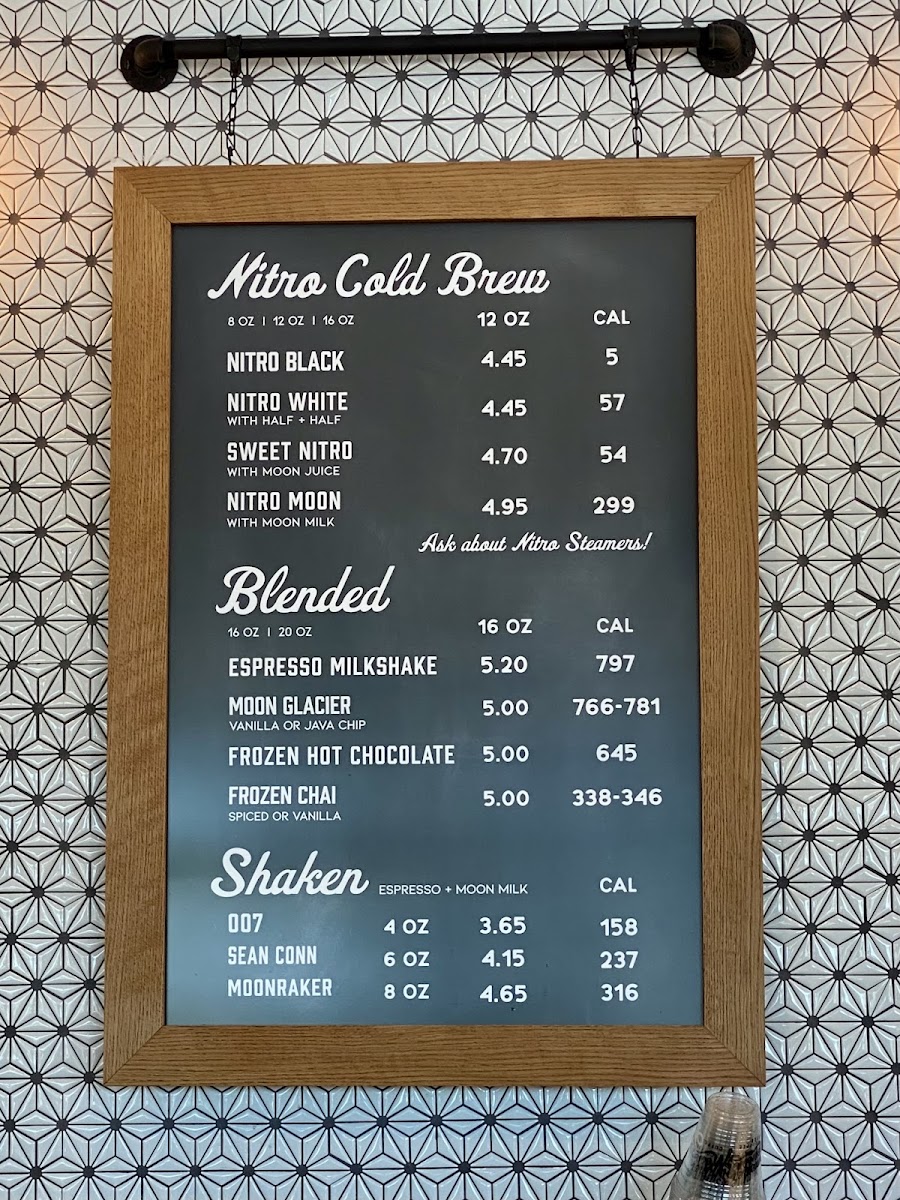 Nitro Cold Brew
8 OZ | 12 OZ | 16 OZ 12 OZ CAL
NITRO BLACK 4.45 5
NITRO WHITE 4.45 57
WITH HALF + HALF
SWEET NITRO 4.70 54
WITH MOON JUICE
NITRO MOON 4.95 299
WITH MOON MILK
Ask about Nitro Steamers!
Blended
16 OZ | 20 OZ 16 OZ CAL
ESPRESSO MILKSHAKE 5.20 797
MOON GLACIER 5.00 766-781
VANILLA OR JAVA CHIP
FROZEN HOT CHOCOLATE 5.00 645
FROZEN CHAI 5.00 338-346
SPICED OR VANILLA
Shaken ESPRESSO + MOON MILK CAL
007 4 OZ 3.65 158
SEAN CONN 6 OZ 4.15 237
MOONRAKER 8 OZ 4.65 316